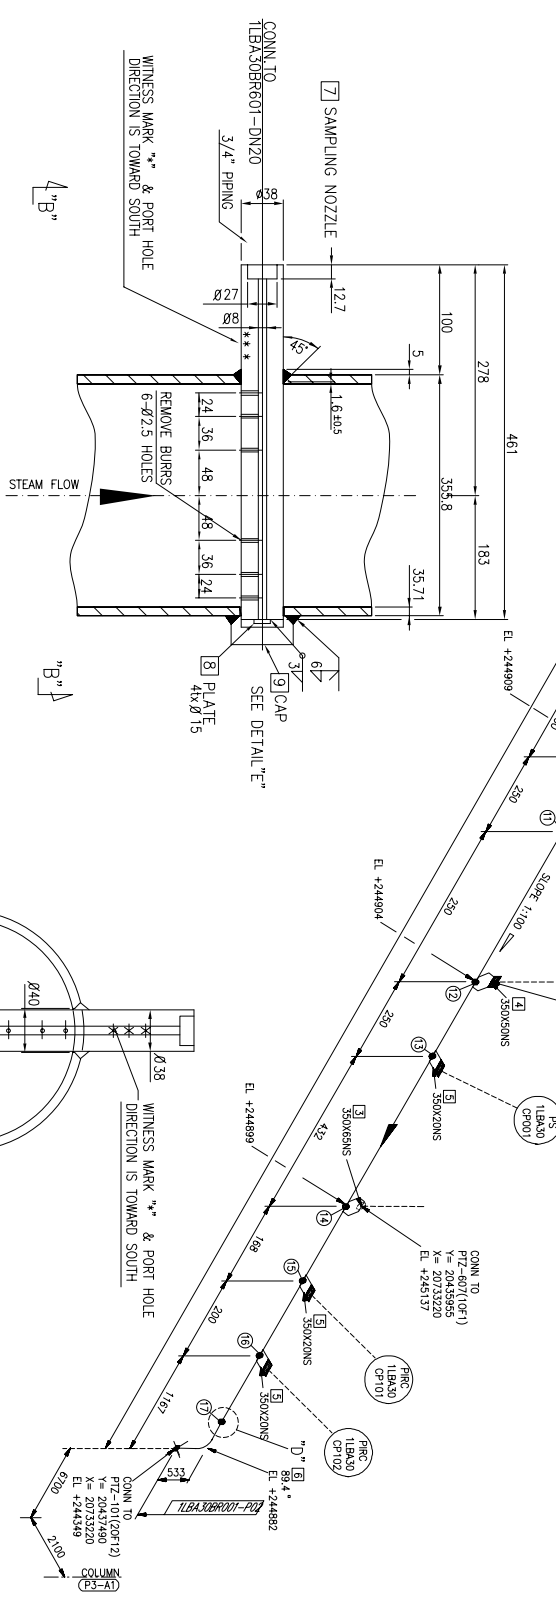 CONN.TO
1LBA30BR601-DN20
7 SAMPLING NOZZLE
3/4" PIPING
WITNESS MARK "*" & PORT HOLE
DIRECTION IS TOWARD SOUTH
"B"
Ø38
Ø27
Ø8
***
45°
12.7
100
278
461
5
1.6 ±0.5
355.8
183
35.71
24
36
48
48
36
24
REMOVE BURRS
6-Ø2.5 HOLES
STEAM FLOW
"B"
3
6
8 PLATE
4tx Ø 15
9 CAP
SEE DETAIL "E"
EL +244909
250
11
250
SLOPE 1:100
EL +244904
12
4
350X50NS
250
13
5
350X20NS
PS
1LBA30
CP001
432
3
350X65NS
EL +244899
14
CONN TO
PTZ-607(10F1)
Y= 20435955
X= 20733220
EL +245137
168
15
5
350X20NS
PIRC
1LBA30
CP101
200
16
5
350X20NS
PIRC
1LBA30
CP102
1167
17
"D"
6
89.4°
EL +244882
533
1LBA30BR001-P02
CONN TO
PTZ-101(20F12)
Y= 20437490
X= 20733220
EL +244349
6700
2100
COLUMN
(P3-A1)
Ø40
Ø38
WITNESS MARK "*" & PORT HOLE
DIRECTION IS TOWARD SOUTH